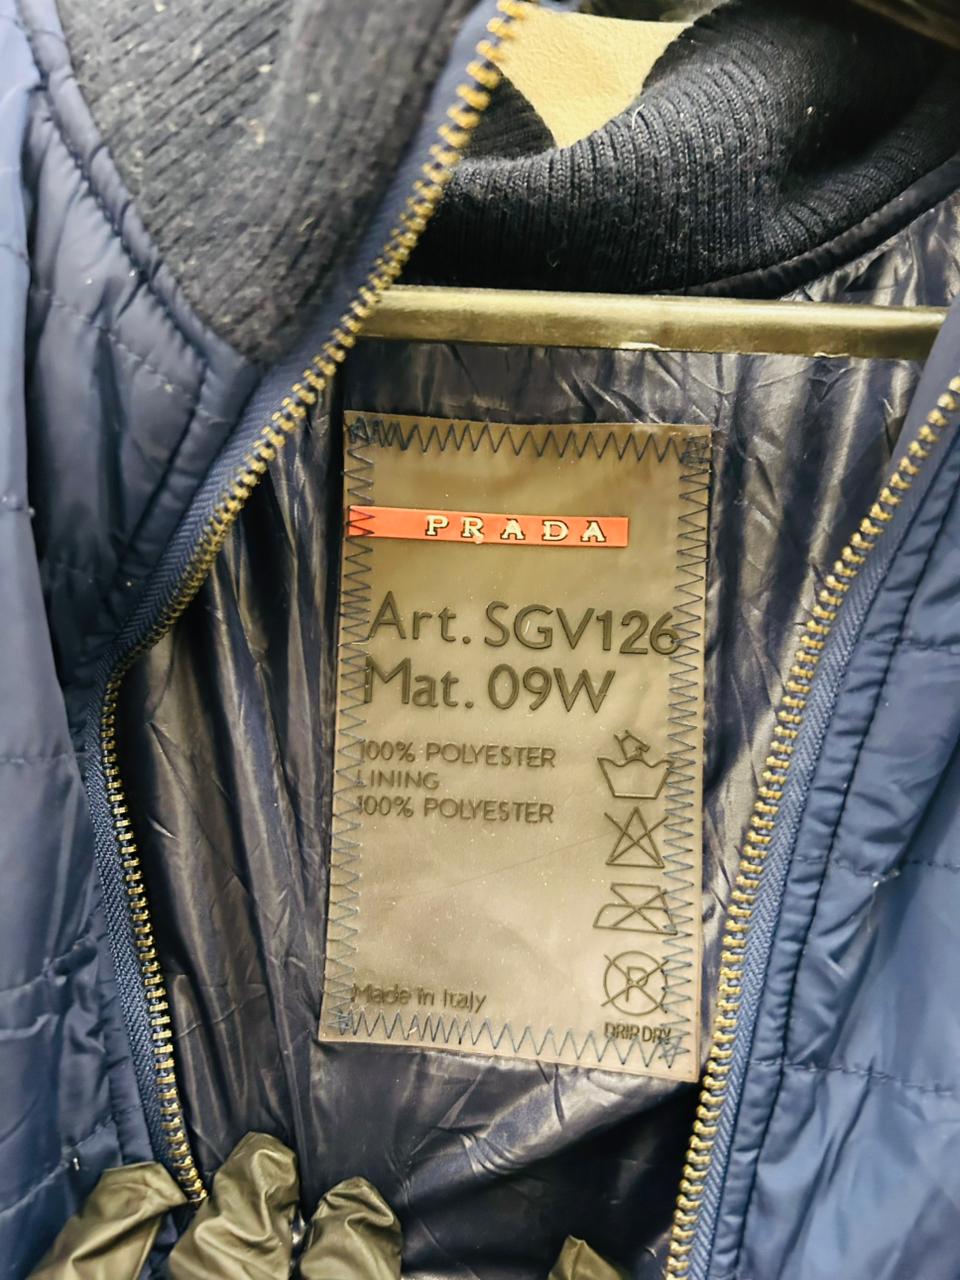 PRADA
Art. SGV126
Mat. 09W
100% POLYESTER
LINING
100% POLYESTER
P
Made in Italy
DRIP DRY